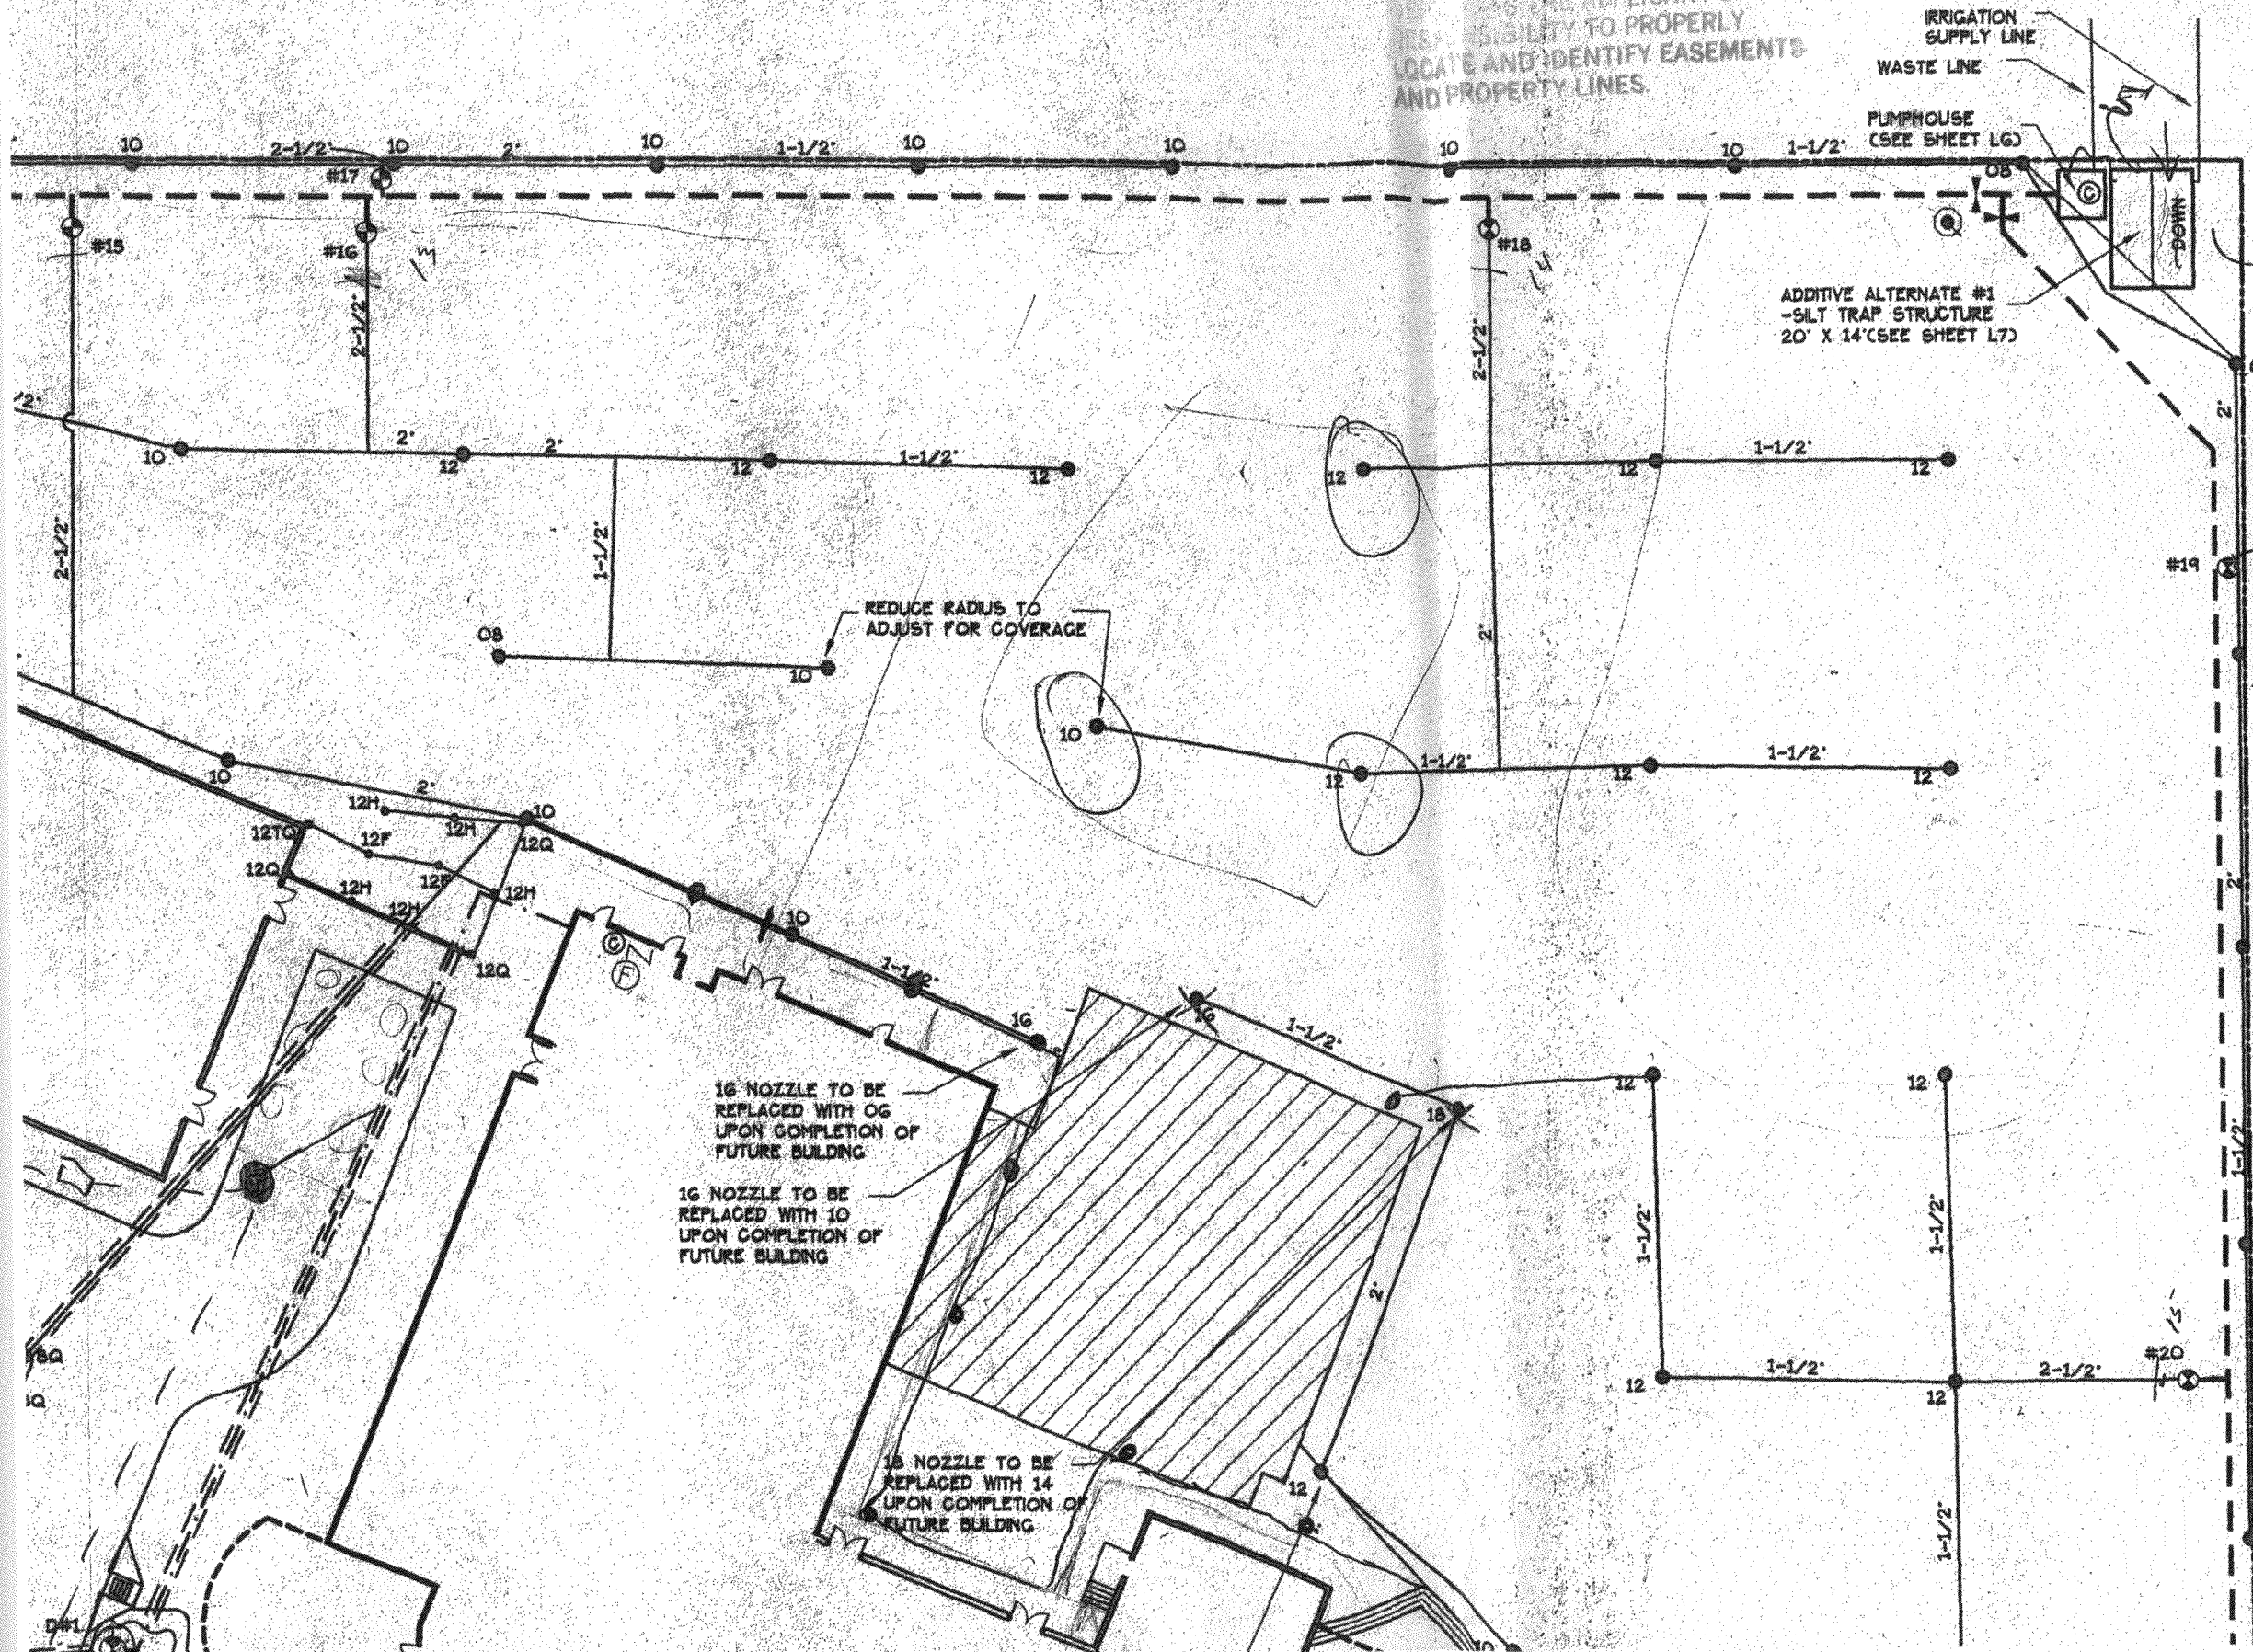 RESPONSIBILITY TO PROPERLY
LOCATE AND IDENTIFY EASEMENTS
AND PROPERTY LINES.
IRRIGATION
SUPPLY LINE
WASTE LINE
PUMPHOUSE
(SEE SHEET L6)
10
2-1/2"
10
2"
10
1-1/2"
10
10
10
10
1-1/2"
08
#17
C
DOWN
#15
#16
13
#18
14
2-1/2"
2-1/2"
ADDITIVE ALTERNATE #1
-SILT TRAP STRUCTURE
20' X 14'(SEE SHEET L7)
2"
10
2"
12
2"
12
1-1/2"
12
12
12
1-1/2"
12
2-1/2"
1-1/2"
#19
REDUCE RADIUS TO
ADJUST FOR COVERAGE
08
10
2"
10
12
1-1/2"
12
1-1/2"
12
10
2"
12H
12H
10
12TQ
12F
12Q
12Q
12H
12F
12H
12H
12Q
2"
10
C
F
1-1/2"
16
16
1-1/2"
16 NOZZLE TO BE
REPLACED WITH 06
UPON COMPLETION OF
FUTURE BUILDING
18
12
12
1-1/2"
16 NOZZLE TO BE
REPLACED WITH 10
UPON COMPLETION OF
FUTURE BUILDING
1-1/2"
1-1/2"
2"
15
#20
12
1-1/2"
12
2-1/2"
18 NOZZLE TO BE
REPLACED WITH 14
UPON COMPLETION OF
FUTURE BUILDING
12
1-1/2"
D#1
10